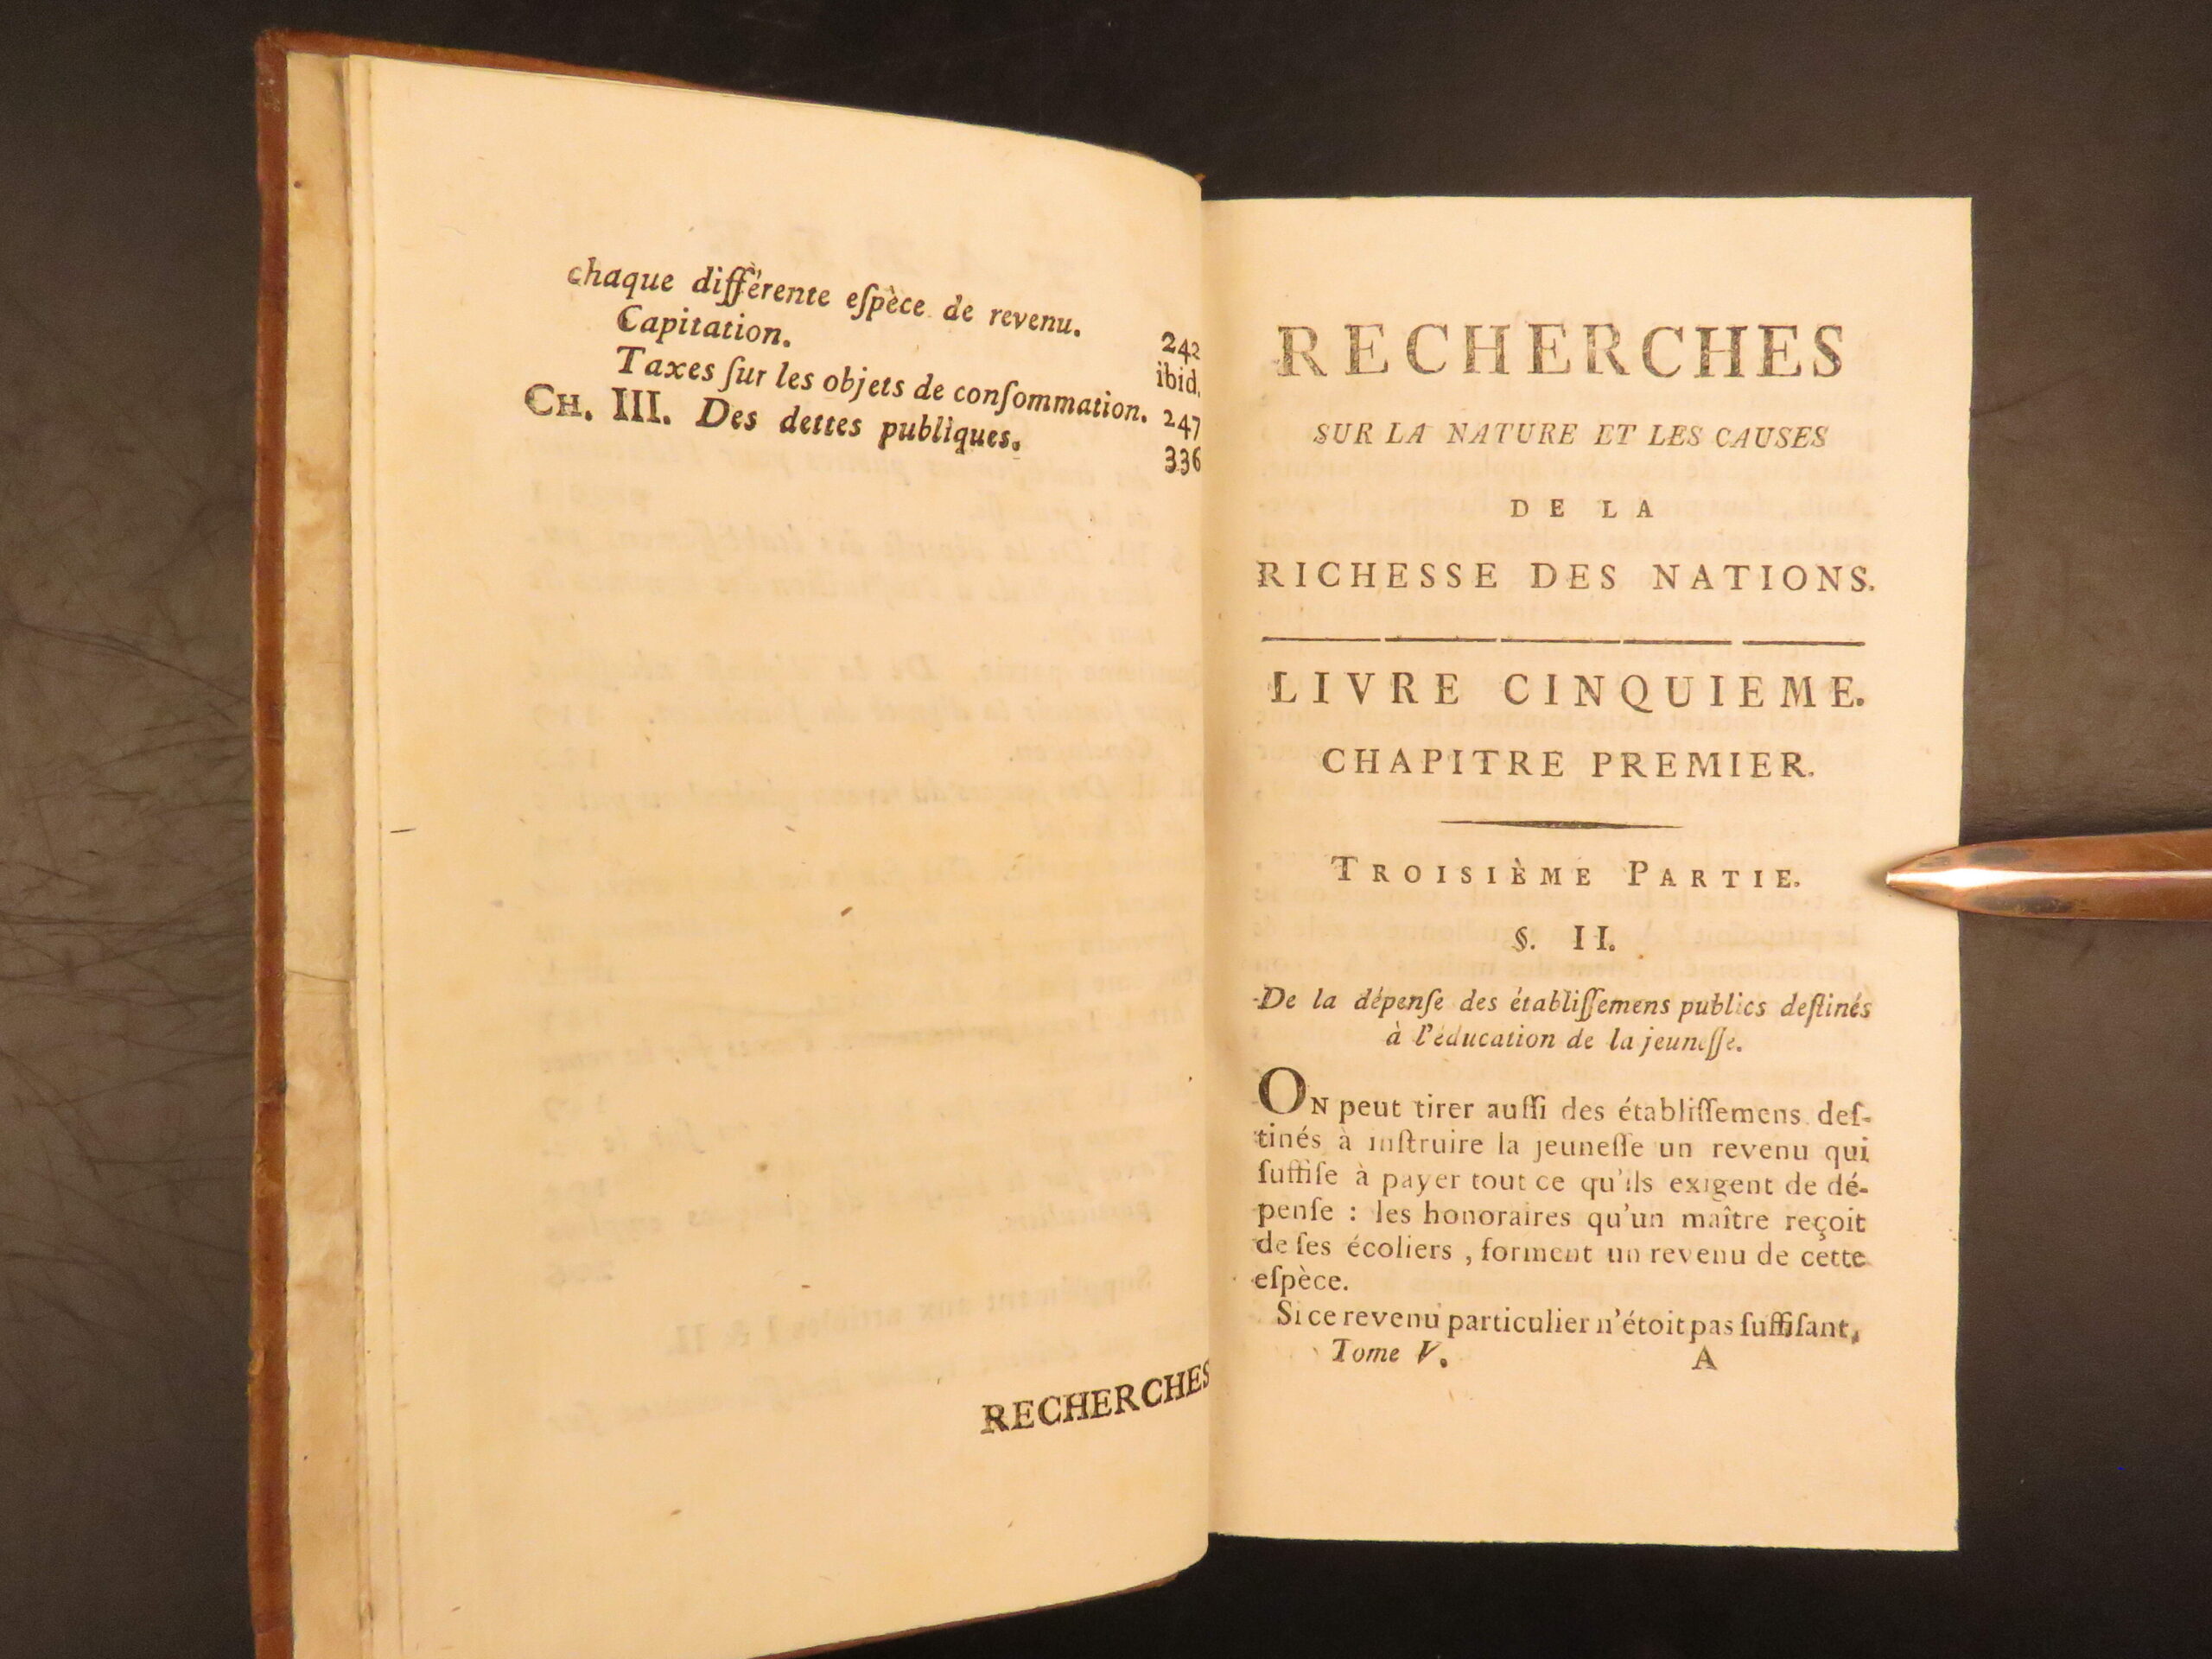 chaque différente eſpèce de revenu. 242
Capitation. ibid.
Taxes ſur les objets de conſommation. 247
CH. III. Des dettes publiques. 336
RECHERCHES
RECHERCHES
SUR LA NATURE ET LES CAUSES
DE LA
RICHESSE DES NATIONS.
LIVRE CINQUIEME.
CHAPITRE PREMIER.
TROISIÈME PARTIE.
§. II.
De la dépenſe des établiſſemens publics deſtinés
à l'éducation de la jeuneſſe.
ON peut tirer auſſi des établiſſemens deſ-
tinés à inſtruire la jeuneſſe un revenu qui
ſuffiſe à payer tout ce qu'ils exigent de dé-
penſe : les honoraires qu'un maître reçoit
de ſes écoliers , forment un revenu de cette
eſpèce.
Si ce revenu particulier n'étoit pas ſuffiſant,
Tome V. A